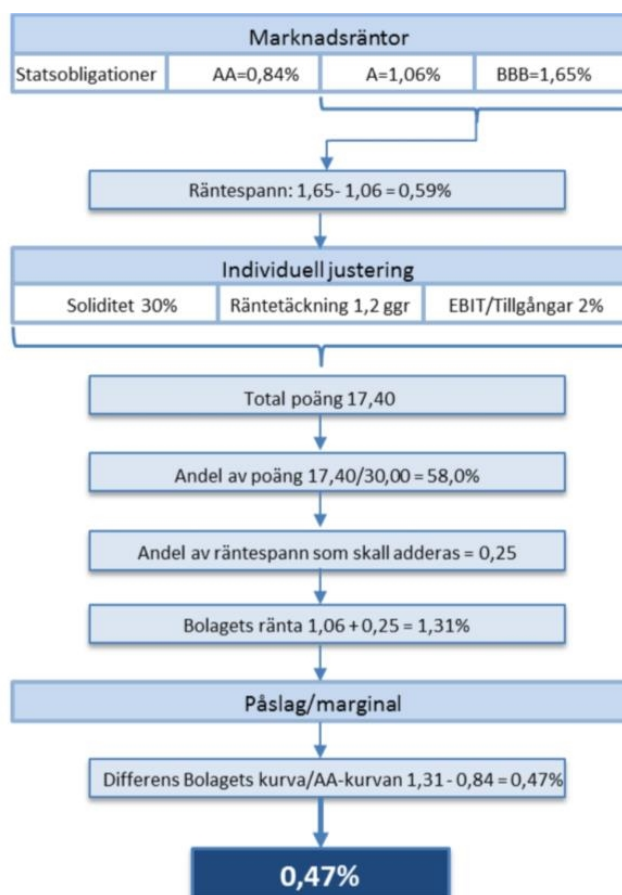 Marknadsräntor
Statsobligationer AA=0,84% A=1,06% BBB=1,65%
Räntespann: 1,65- 1,06 = 0,59%
Individuell justering
Soliditet 30% Räntetäckning 1,2 ggr EBIT/Tillgångar 2%
Total poäng 17,40
Andel av poäng 17,40/30,00 = 58,0%
Andel av räntespann som skall adderas = 0,25
Bolagets ränta 1,06 + 0,25 = 1,31%
Påslag/marginal
Differens Bolagets kurva/AA-kurvan 1,31 - 0,84 = 0,47%
0,47%